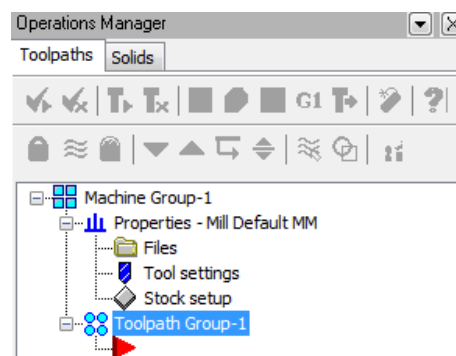 Operations Manager
Toolpaths Solids
G1
Machine Group-1
Properties - Mill Default MM
Files
Tool settings
Stock setup
Toolpath Group-1